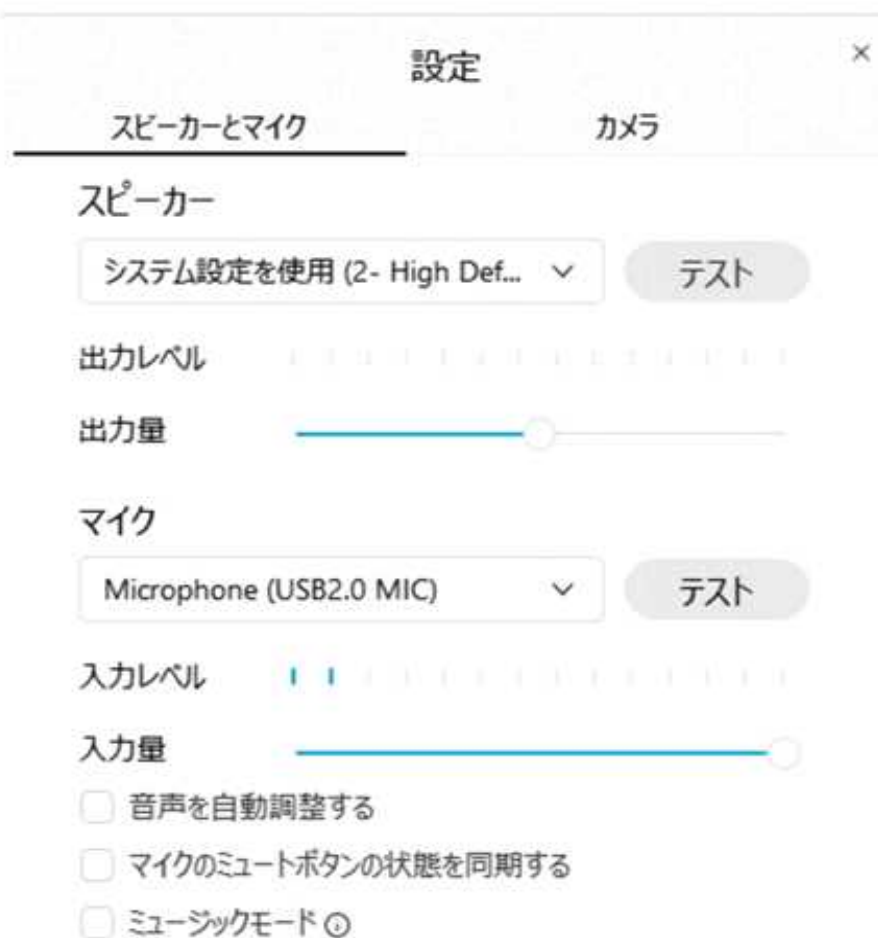 設定
×
スピーカーとマイク
カメラ
スピーカー
システム設定を使用 (2- High Def...
テスト
出力レベル
出力量
マイク
Microphone (USB2.0 MIC)
テスト
入力レベル
入力量
音声を自動調整する
マイクのミュートボタンの状態を同期する
ミュージックモード